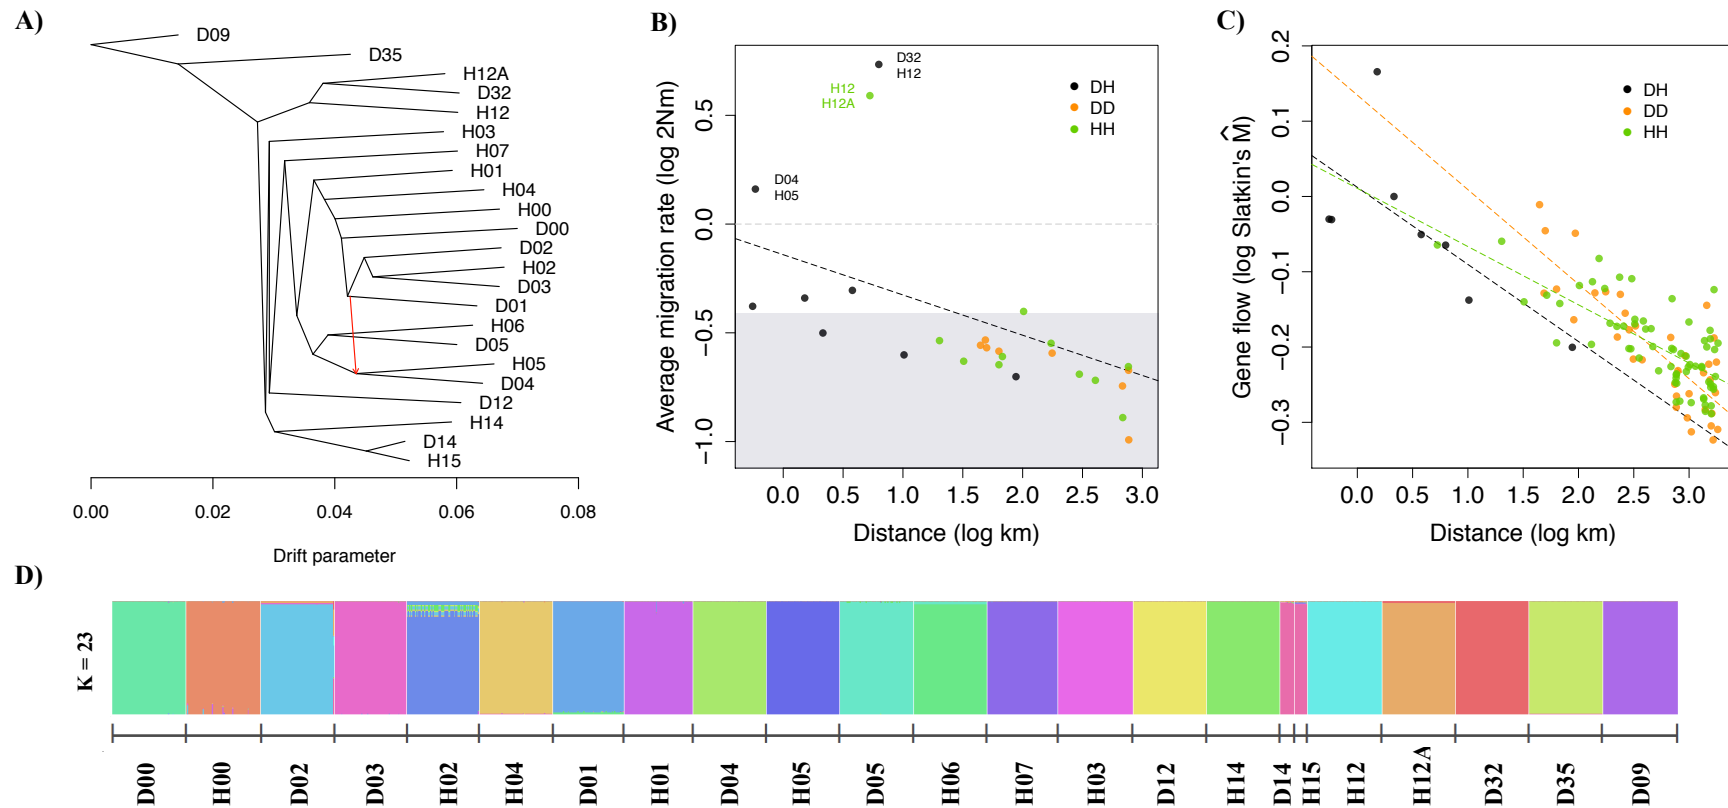 A)
D09
D35
H12A
D32
H12
H03
H07
H01
H04
H00
D00
D02
H02
D03
D01
H06
D05
H05
D04
D12
H14
D14
H15
0.00 0.02 0.04 0.06 0.08
Drift parameter
B)
Average migration rate (log 2Nm)
0.5
0.0
−0.5
−1.0
D32
H12
H12
H12A
D04
H05
DH
DD
HH
0.0 0.5 1.0 1.5 2.0 2.5 3.0
Distance (log km)
C)
Gene flow (log Slatkin's M̂)
0.2
0.1
0.0
−0.1
−0.2
−0.3
DH
DD
HH
0.0 0.5 1.0 1.5 2.0 2.5 3.0
Distance (log km)
D)
K = 23
D00 H00 D02 D03 H02 H04 D01 H01 D04 H05 D05 H06 H07 H03 D12 H14 D14 H15 H12 H12A D32 D35 D09